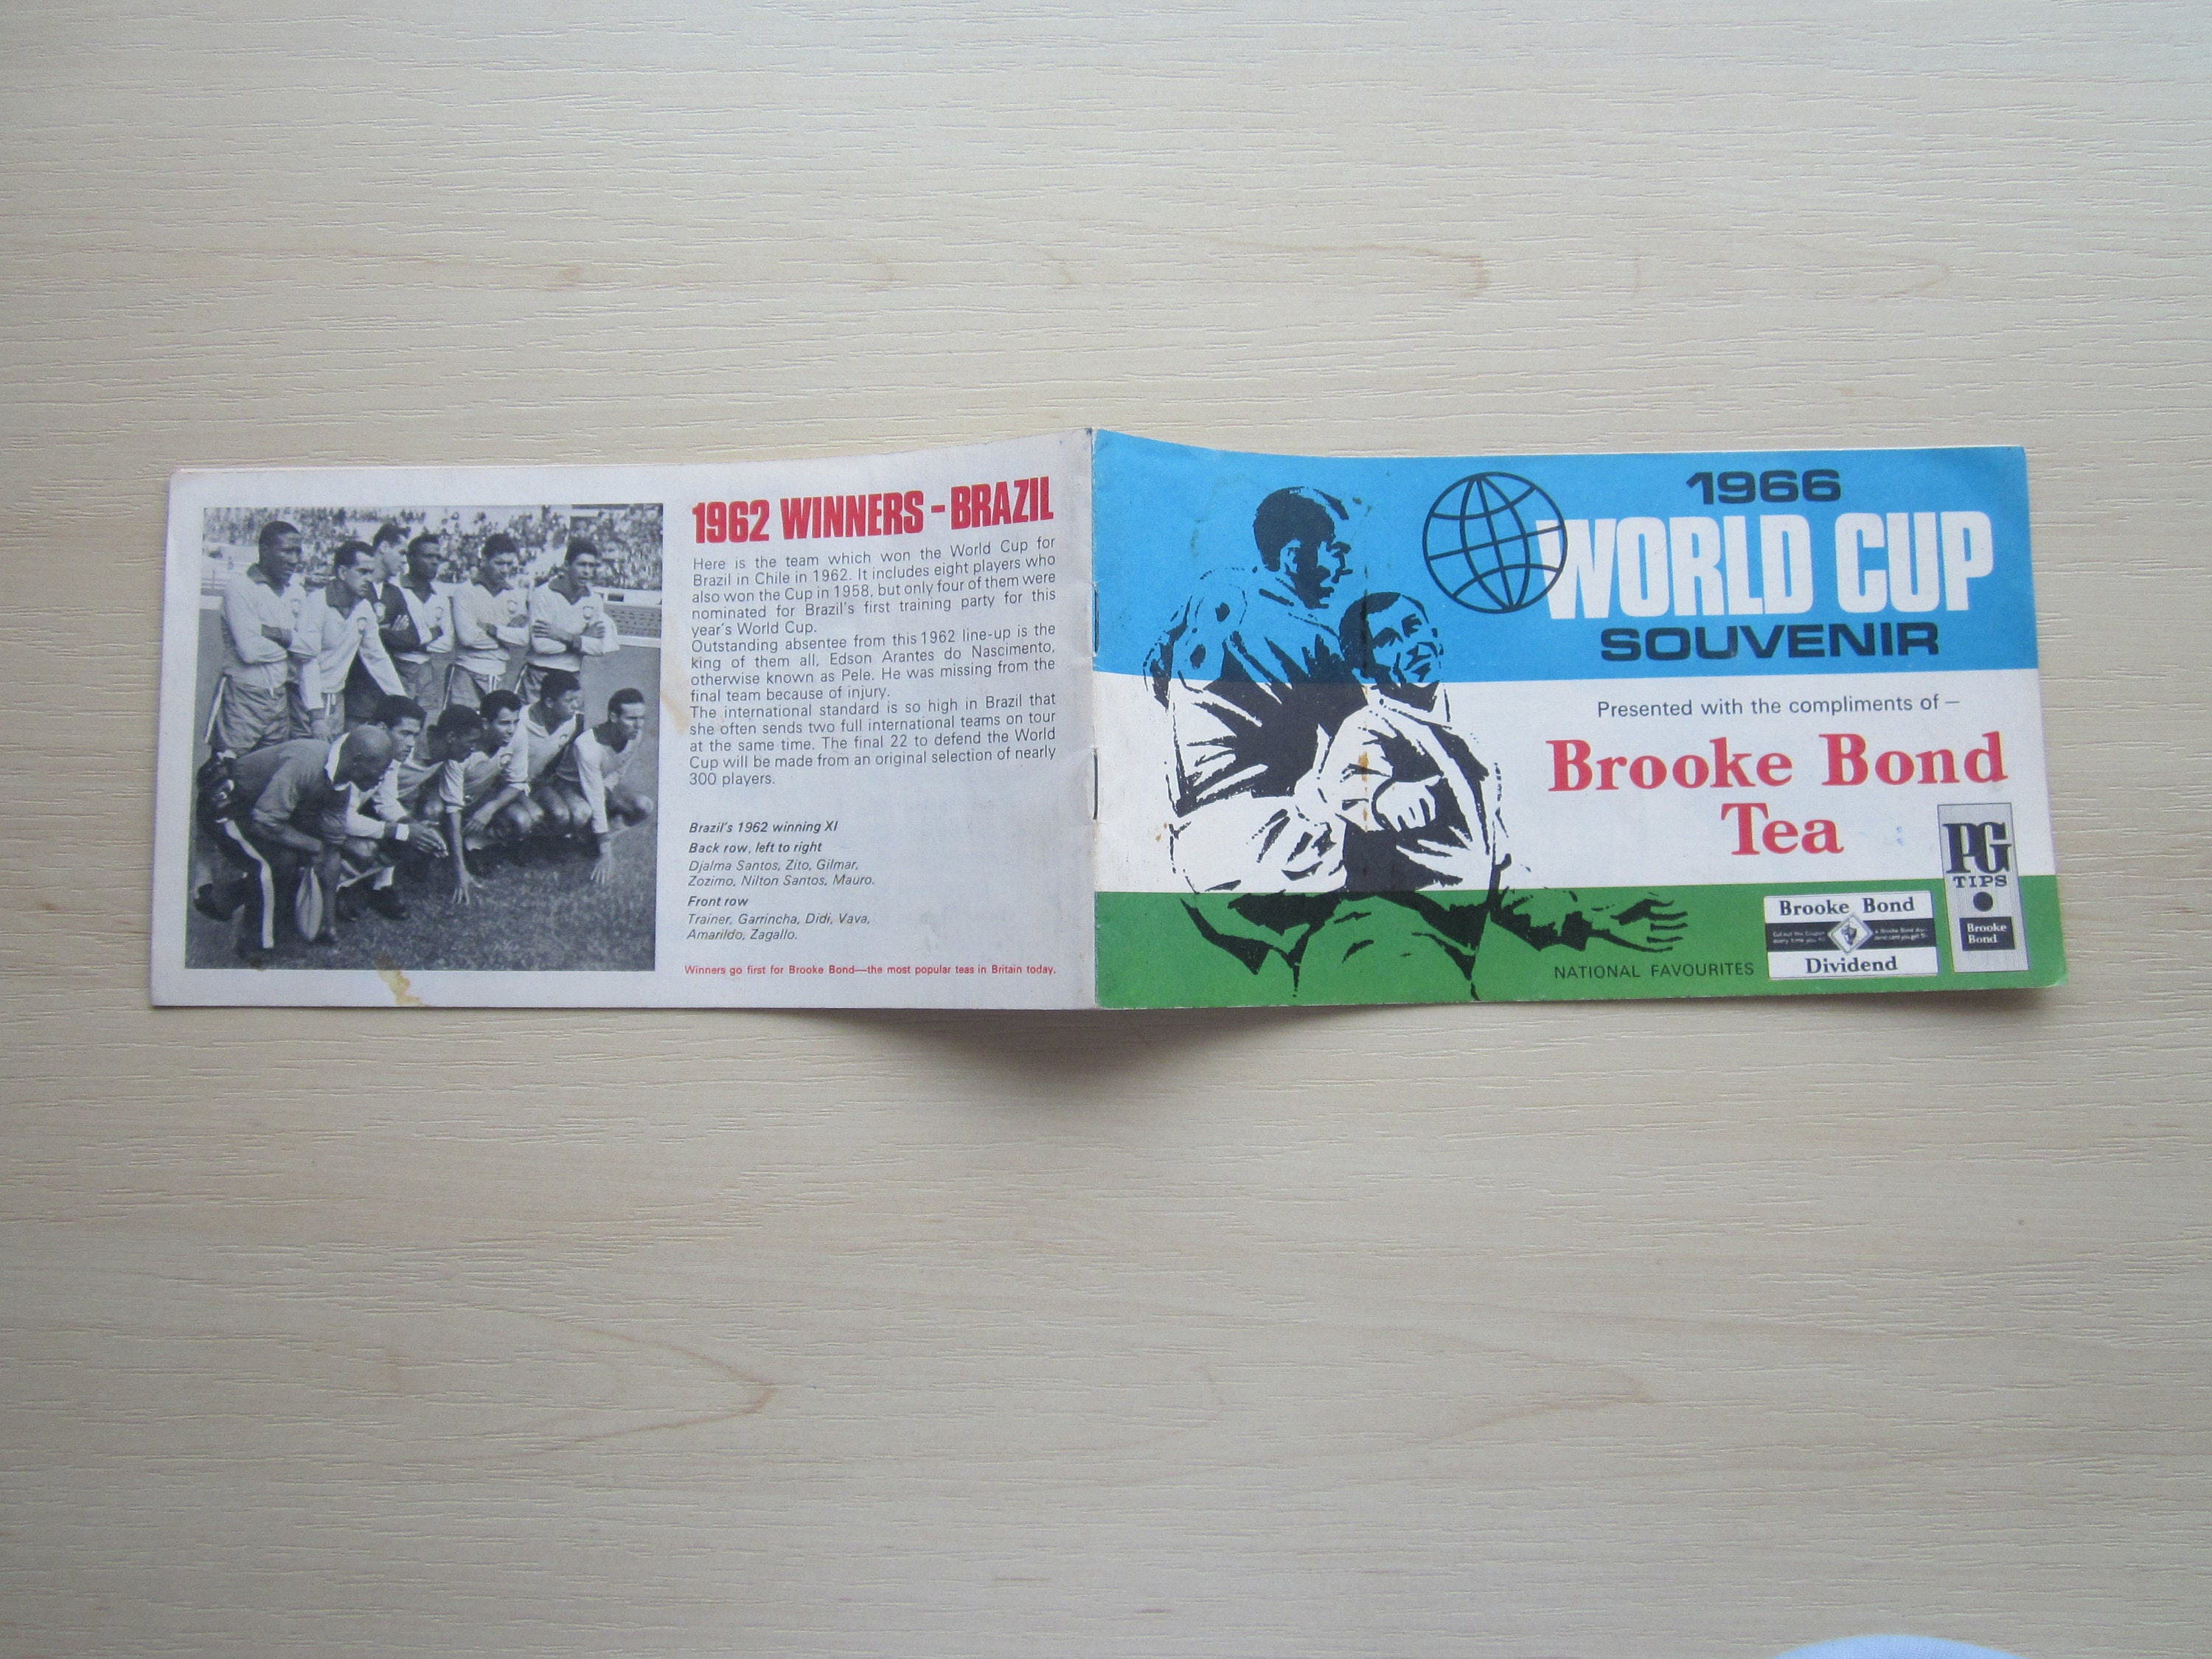 1962 WINNERS - BRAZIL
Here is the team which won the World Cup for
Brazil in Chile in 1962. It includes eight players who
also won the Cup in 1958, but only four of them were
nominated for Brazil's first training party for this
year's World Cup.
Outstanding absentee from this 1962 line-up is the
king of them all, Edson Arantes do Nascimento,
otherwise known as Pele. He was missing from the
final team because of injury.
The international standard is so high in Brazil that
she often sends two full international teams on tour
at the same time. The final 22 to defend the World
Cup will be made from an original selection of nearly
300 players.
Brazil's 1962 winning XI
Back row, left to right
Djalma Santos, Zito, Gilmar,
Zozimo, Nilton Santos, Mauro.
Front row
Trainer, Garrincha, Didi, Vava,
Amarildo, Zagallo.
Winners go first for Brooke Bond—the most popular teas in Britain today.
1966
WORLD CUP
SOUVENIR
Presented with the compliments of —
Brooke Bond
Tea
NATIONAL FAVOURITES
Brooke Bond
Dividend
PG
TIPS
Brooke
Bond